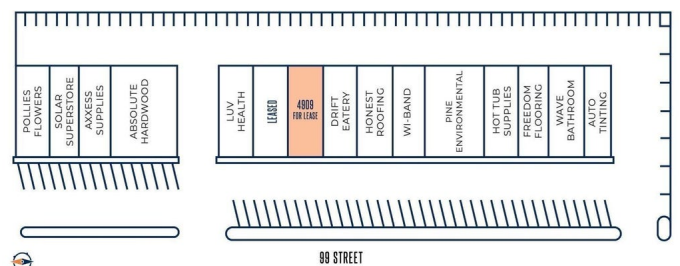 POLLIES
FLOWERS
SOLAR
SUPERSTORE
AXXESS
SUPPLIES
ABSOLUTE
HARDWOOD
LUV
HEALTH
LEASED
4909
FOR LEASE
DRIFT
EATERY
HONEST
ROOFING
WI-BAND
PINE
ENVIRONMENTAL
HOT TUB
SUPPLIES
FREEDOM
FLOORING
WAVE
BATHROOM
AUTO
TINTING
99 STREET